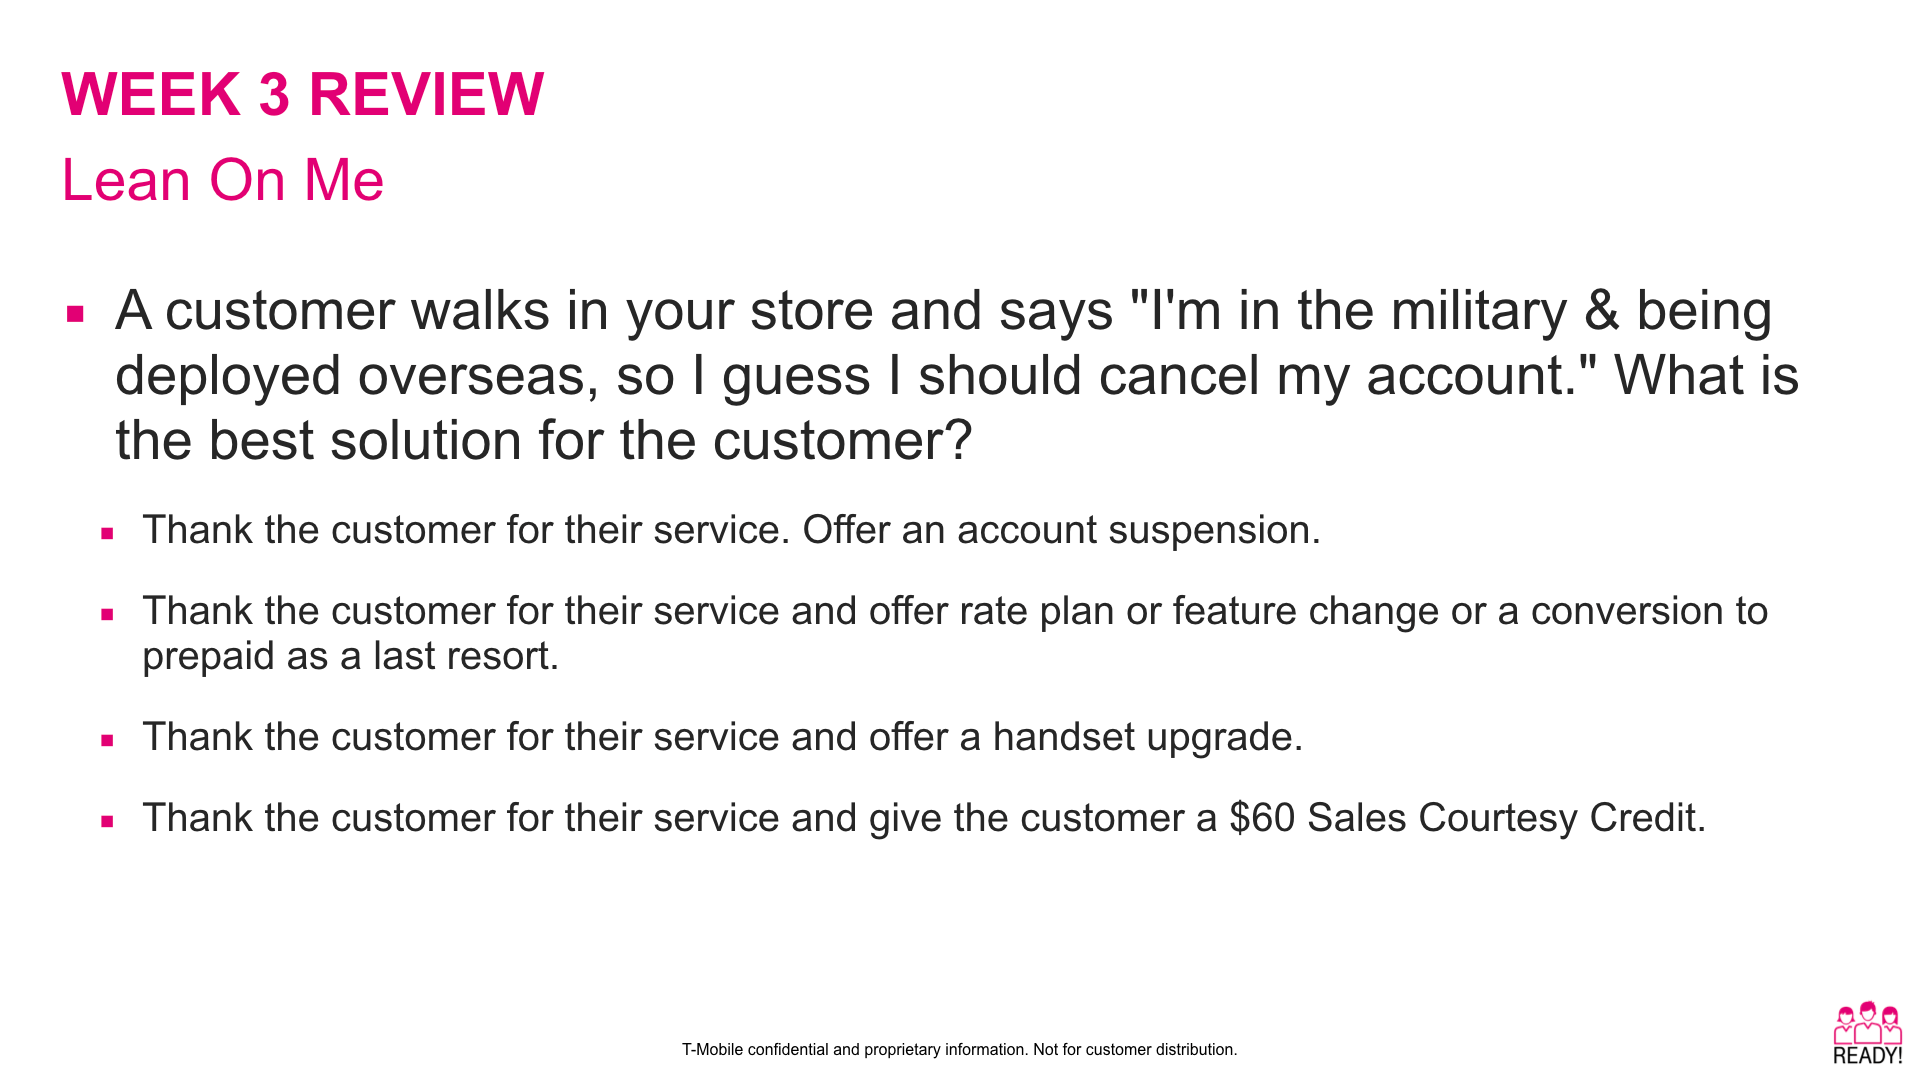 WEEK 3 REVIEW
Lean On Me
A customer walks in your store and says "I'm in the military & being
deployed overseas, so I guess I should cancel my account." What is
the best solution for the customer?
Thank the customer for their service. Offer an account suspension.
Thank the customer for their service and offer rate plan or feature change or a conversion to
prepaid as a last resort.
Thank the customer for their service and offer a handset upgrade.
Thank the customer for their service and give the customer a $60 Sales Courtesy Credit.
T-Mobile confidential and proprietary information. Not for customer distribution.
READY!